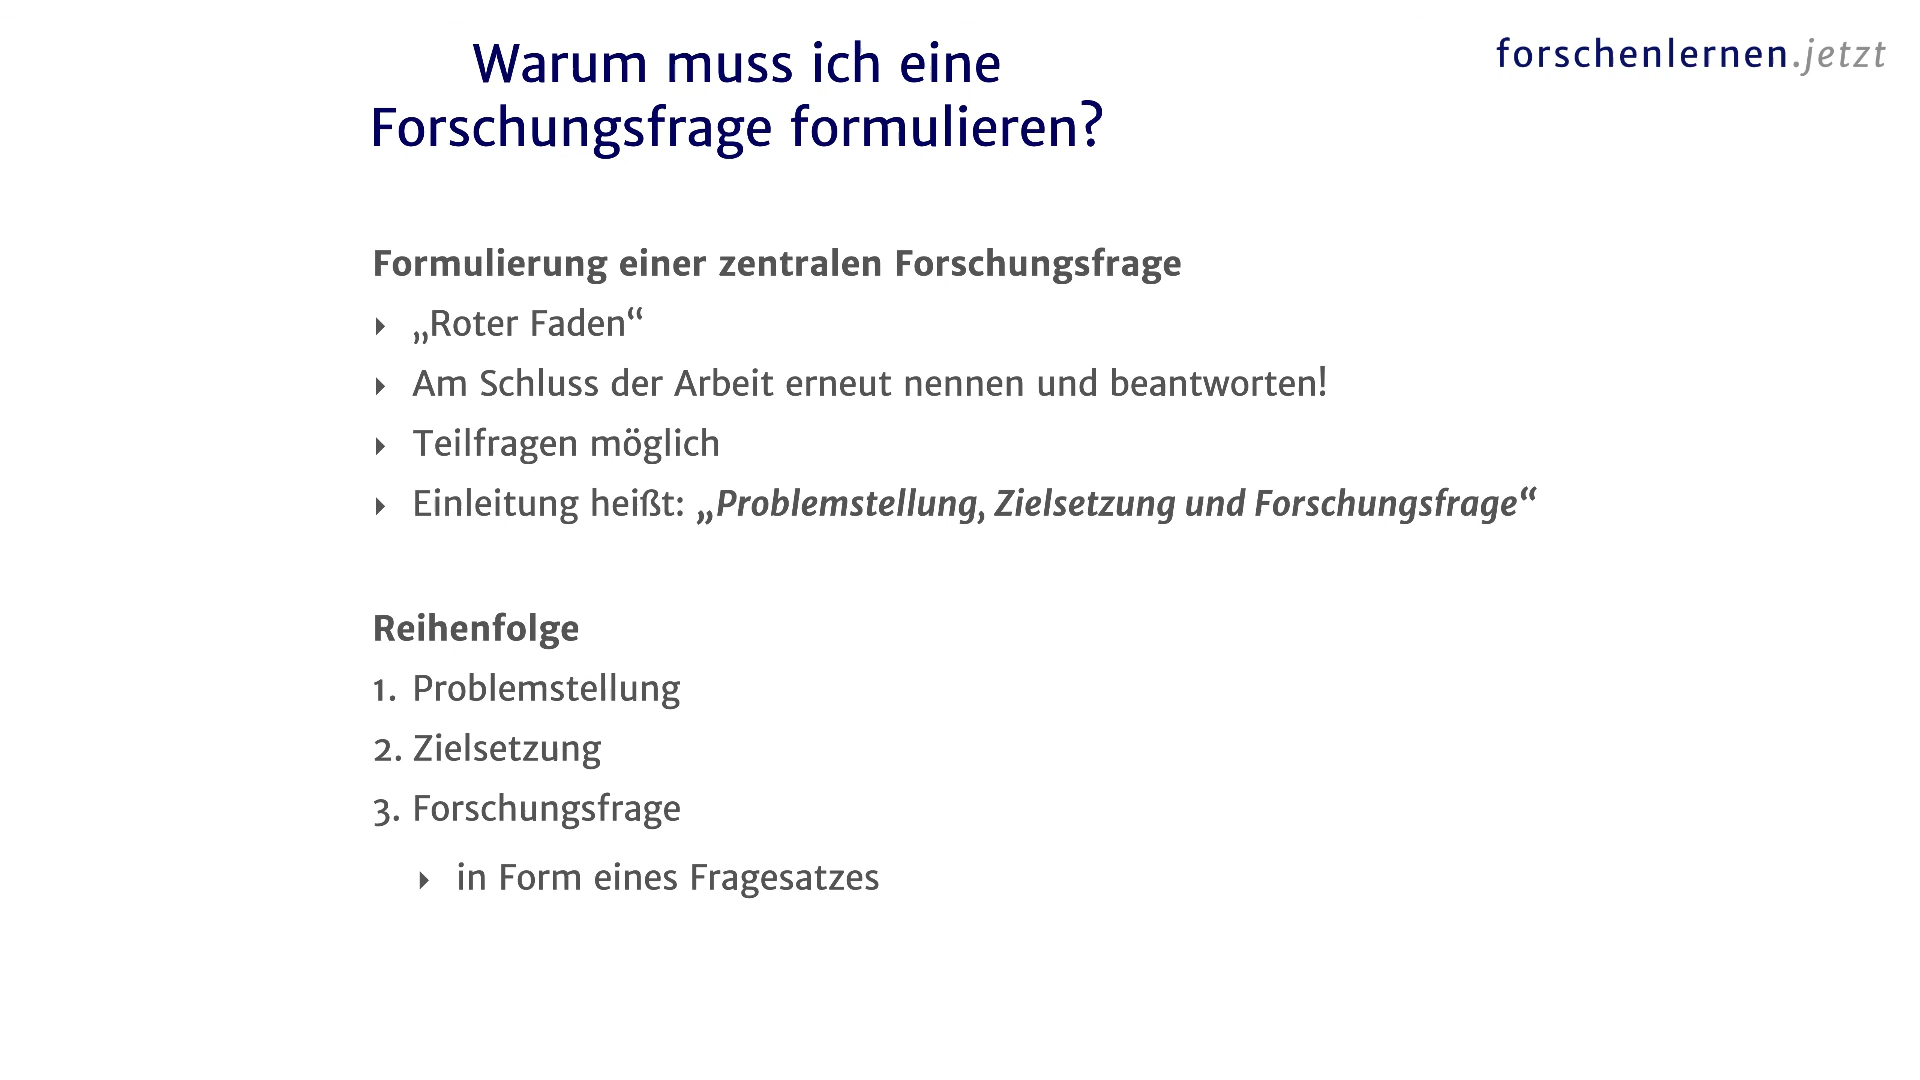 Warum muss ich eine
Forschungsfrage formulieren?
forschenlernen.jetzt
Formulierung einer zentralen Forschungsfrage
‣ „Roter Faden“
‣ Am Schluss der Arbeit erneut nennen und beantworten!
‣ Teilfragen möglich
‣ Einleitung heißt: „Problemstellung, Zielsetzung und Forschungsfrage“
Reihenfolge
1. Problemstellung
2. Zielsetzung
3. Forschungsfrage
‣ in Form eines Fragesatzes